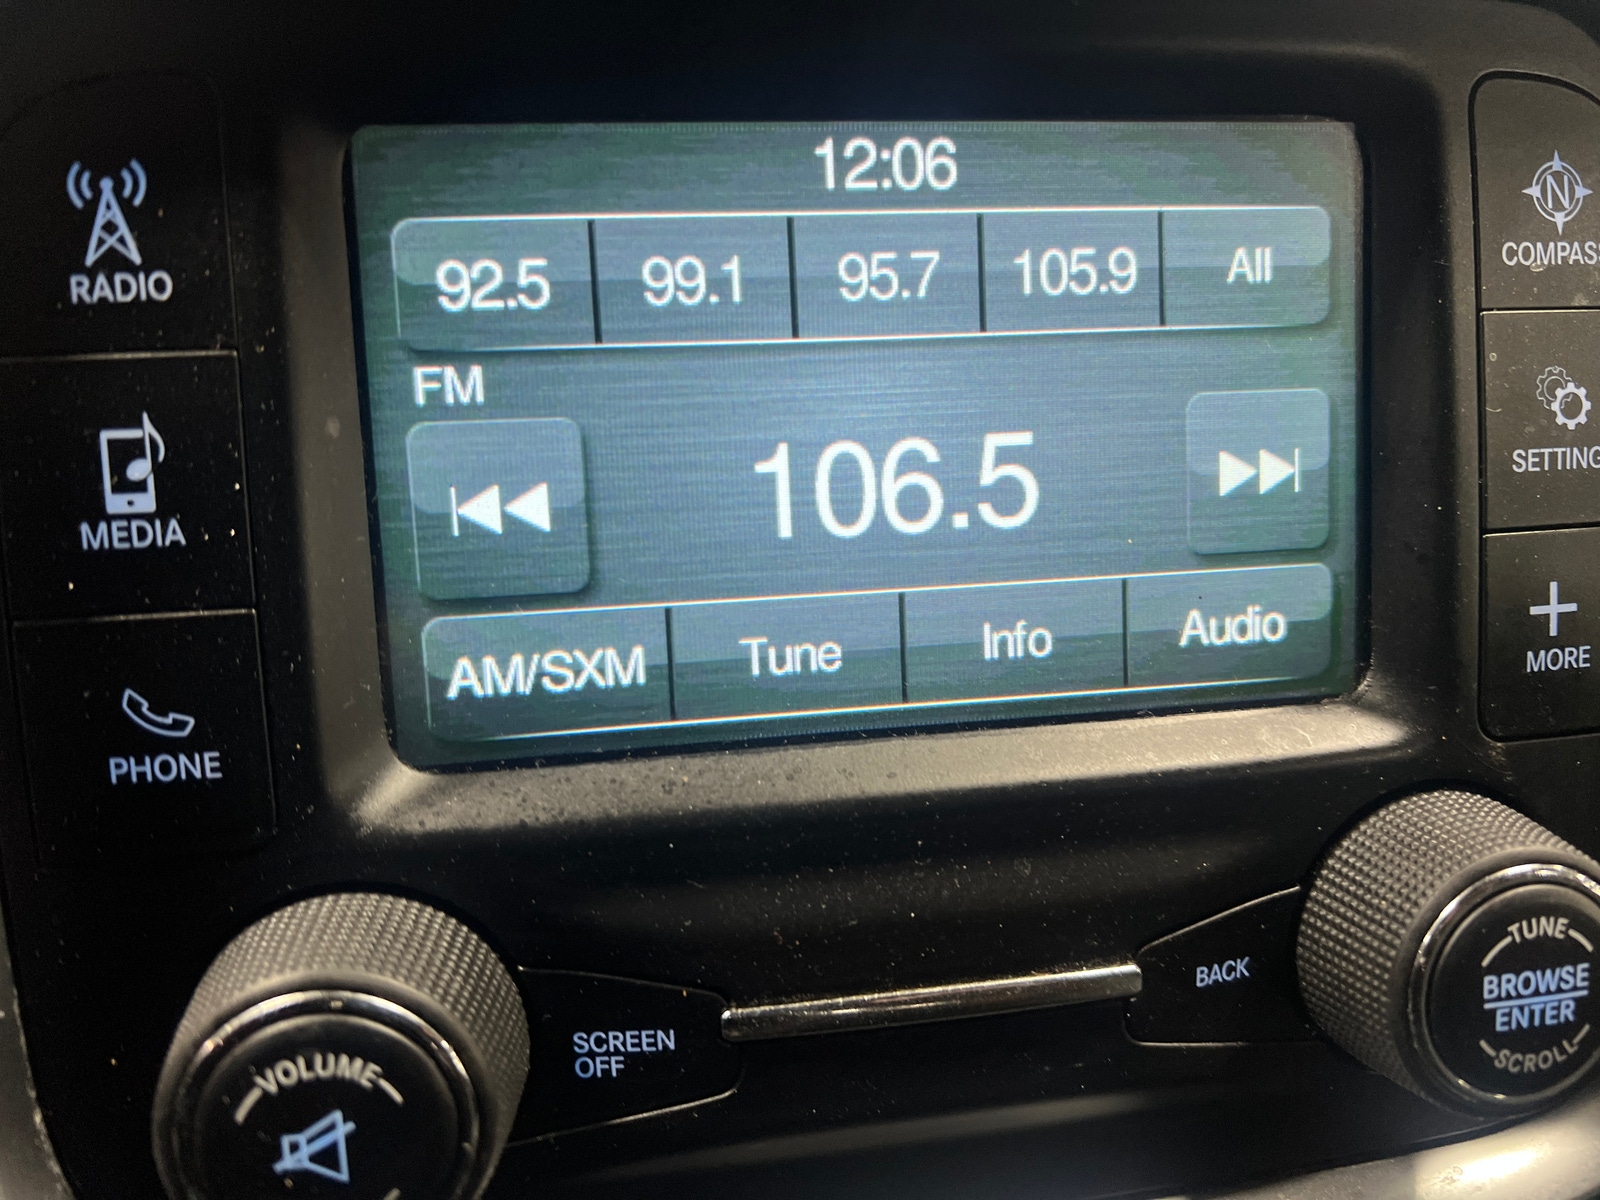 12:06
92.5 99.1 95.7 105.9 All
FM
106.5
AM/SXM Tune Info Audio
RADIO
MEDIA
PHONE
N
COMPASS
SETTING
MORE
VOLUME
SCREEN
OFF
BACK
TUNE
BROWSE
ENTER
SCROLL